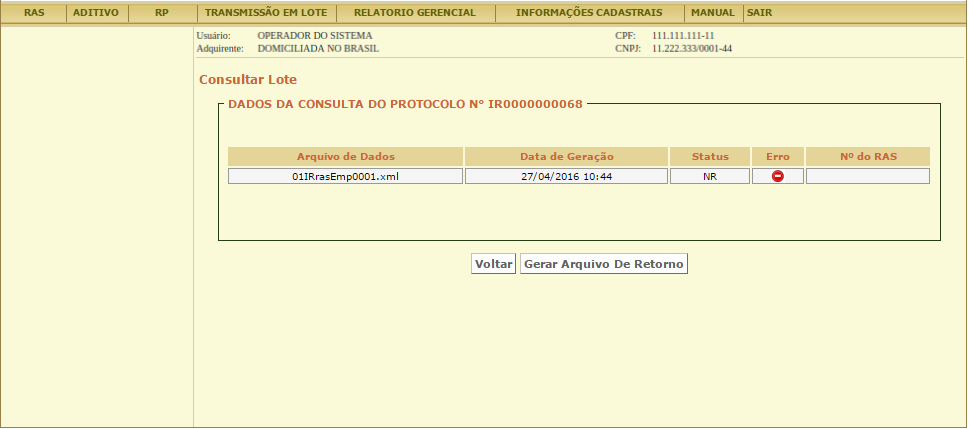 RAS ADITIVO RP TRANSMISSÃO EM LOTE RELATORIO GERENCIAL INFORMAÇÕES CADASTRAIS MANUAL SAIR
Usuário: OPERADOR DO SISTEMA CPF: 111.111.111-11
Adquirente: DOMICILIADA NO BRASIL CNPJ: 11.222.333/0001-44
Consultar Lote
DADOS DA CONSULTA DO PROTOCOLO N° IR0000000068
Arquivo de Dados Data de Geração Status Erro Nº do RAS
01IRrasEmp0001.xml 27/04/2016 10:44 NR
Voltar Gerar Arquivo De Retorno